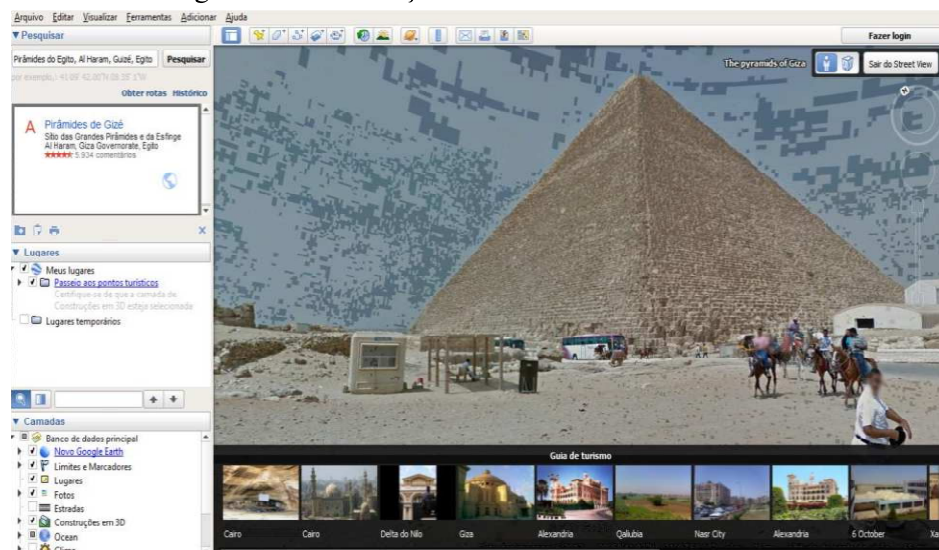 Arquivo Editar Visualizar Ferramentas Adicionar Ajuda
Pesquisar
Pirâmides do Egito, Al Haram, Guizé, Egito Pesquisar
por exemplo,
Obter rotas Histórico
A Pirâmides de Gizé
Sítio das Grandes Pirâmides e da Esfinge
Al Haram, Giza Governorate, Egito
5.934 comentários
Lugares
Meus lugares
Passeio aos pontos turísticos
Certifique-se de que a camada de
Construções em 3D esteja selecionada
Lugares temporários
Camadas
Banco de dados principal
Novo Google Earth
Limites e Marcadores
Lugares
Fotos
Estradas
Construções em 3D
Ocean
Clima
Fazer login
The pyramids of Giza
Sair do Street View
Guia de turismo
Cairo Cairo Delta do Nilo Giza Alexandria Qaliubia Nasr City Alexandria 6 October Xa